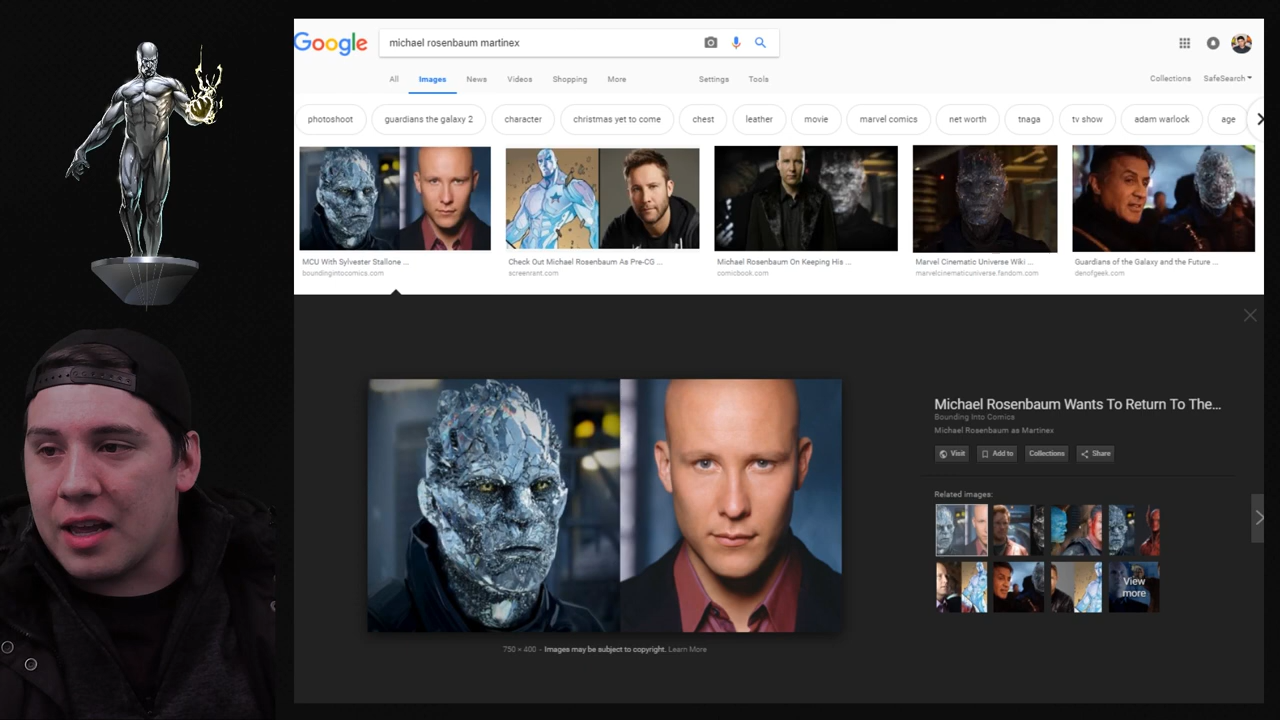 Google
michael rosenbaum martinex
All Images News Videos Shopping More Settings Tools
Collections SafeSearch
photoshoot guardians the galaxy 2 character christmas yet to come chest leather movie marvel comics net worth tnaga tv show adam warlock age
MCU With Sylvester Stallone ...
boundingintocomics.com
Check Out Michael Rosenbaum As Pre-CG ...
screenrant.com
Michael Rosenbaum On Keeping His ...
comicbook.com
Marvel Cinematic Universe Wiki ...
marvelcinematicuniverse.fandom.com
Guardians of the Galaxy and the Future ...
denofgeek.com
Michael Rosenbaum Wants To Return To The...
Bounding Into Comics
Michael Rosenbaum as Martinex
Visit Add to Collections Share
Related images:
View
more
750 × 400 - Images may be subject to copyright. Learn More